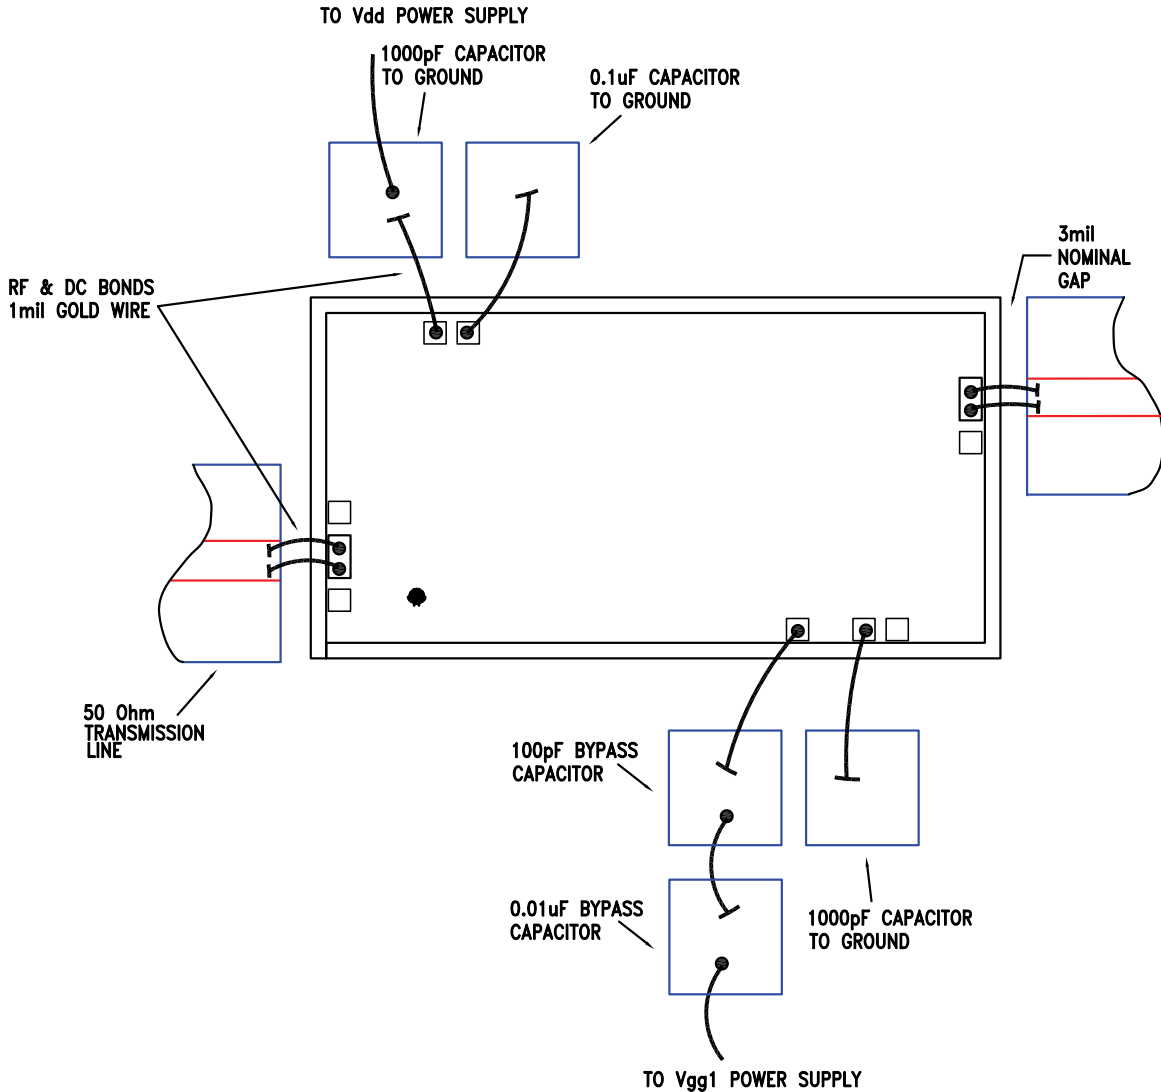 TO Vdd POWER SUPPLY
1000pF CAPACITOR
TO GROUND
0.1uF CAPACITOR
TO GROUND
3mil
NOMINAL
GAP
RF & DC BONDS
1mil GOLD WIRE
50 Ohm
TRANSMISSION
LINE
100pF BYPASS
CAPACITOR
0.01uF BYPASS
CAPACITOR
1000pF CAPACITOR
TO GROUND
TO Vgg1 POWER SUPPLY